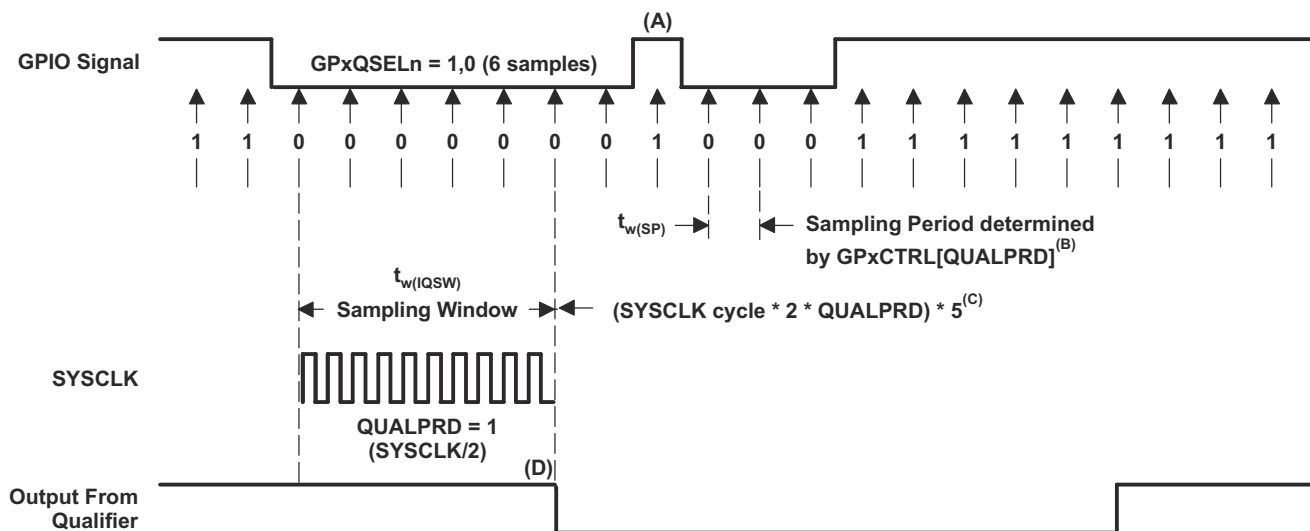 (A)
GPIO Signal
GPxQSELn = 1,0 (6 samples)
1 1 0 0 0 0 0 0 0 1 0 0 0 1 1 1 1 1 1 1 1 1
tw(SP)
Sampling Period determined
by GPxCTRL[QUALPRD](B)
tw(IQSW)
Sampling Window
(SYSCLK cycle * 2 * QUALPRD) * 5(C)
SYSCLK
QUALPRD = 1
(SYSCLK/2)
(D)
Output From
Qualifier